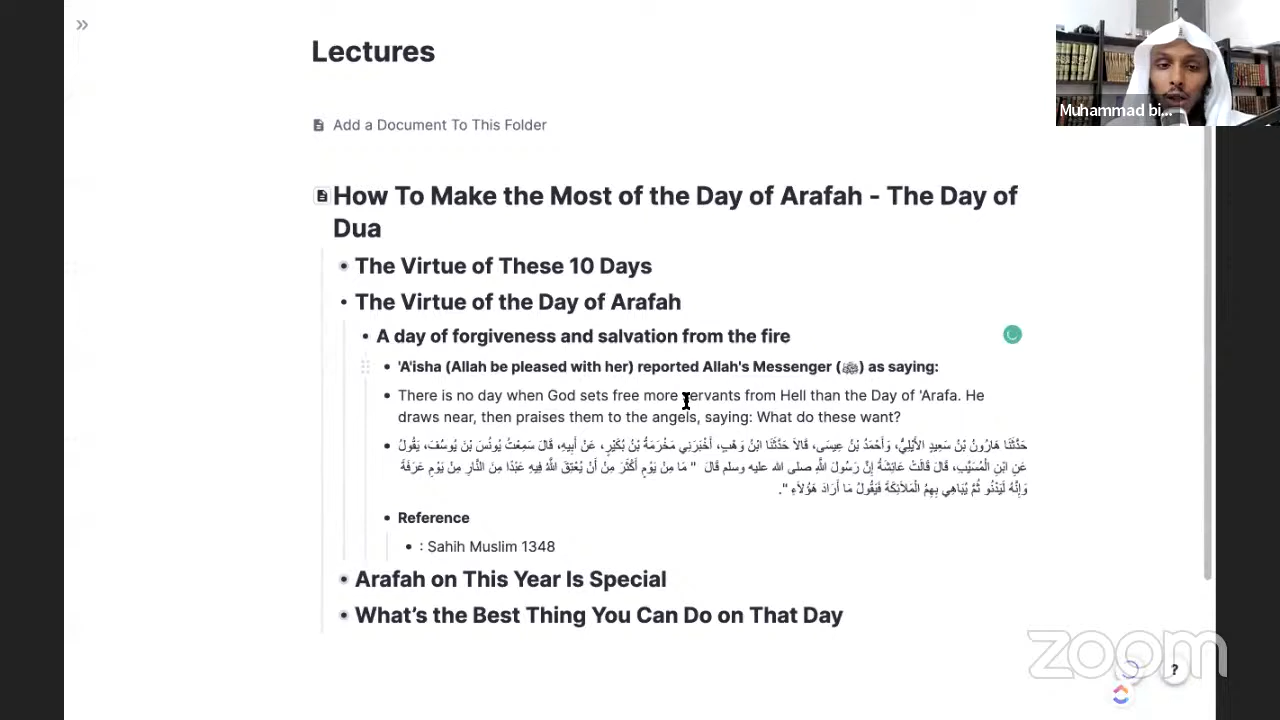 Lectures
Muhammad bi...
Add a Document To This Folder
How To Make the Most of the Day of Arafah - The Day of
Dua
The Virtue of These 10 Days
The Virtue of the Day of Arafah
A day of forgiveness and salvation from the fire
'A'isha (Allah be pleased with her) reported Allah's Messenger (ﷺ) as saying:
There is no day when God sets free more servants from Hell than the Day of 'Arafa. He
draws near, then praises them to the angels, saying: What do these want?
حَدَّثَنَا هَارُونُ بْنُ سَعِيدٍ الأَيْلِيُّ، وَأَحْمَدُ بْنُ عِيسَى، قَالاَ حَدَّثَنَا ابْنُ وَهْبٍ، أَخْبَرَنِي مَخْرَمَةُ بْنُ بُكَيْرٍ، عَنْ أَبِيهِ، قَالَ سَمِعْتُ يُونُسَ بْنَ يُوسُفَ، يَقُولُ
عَنِ ابْنِ الْمُسَيَّبِ، قَالَ قَالَتْ عَائِشَةُ إِنَّ رَسُولَ اللَّهِ صلى الله عليه وسلم قَالَ " مَا مِنْ يَوْمٍ أَكْثَرَ مِنْ أَنْ يُعْتِقَ اللَّهُ فِيهِ عَبْدًا مِنَ النَّارِ مِنْ يَوْمِ عَرَفَةَ
وَإِنَّهُ لَيَدْنُو ثُمَّ يُبَاهِي بِهِمُ الْمَلاَئِكَةَ فَيَقُولُ مَا أَرَادَ هَؤُلاَءِ " .
Reference
: Sahih Muslim 1348
Arafah on This Year Is Special
What's the Best Thing You Can Do on That Day
zoom
?